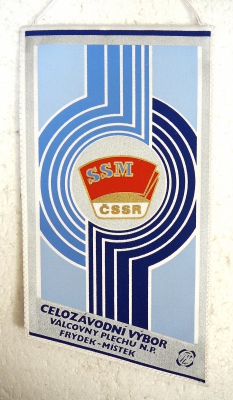 SSM
ČSSR
CELOZÁVODNÍ VÝBOR
VÁLCOVNY PLECHU N.P.
FRÝDEK-MÍSTEK